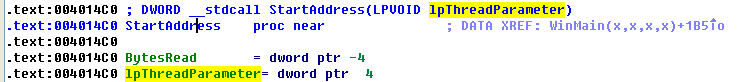 .text:004014C0 ; DWORD __stdcall StartAddress(LPVOID lpThreadParameter)
.text:004014C0 StartAddress    proc near               ; DATA XREF: WinMain(x,x,x,x)+1B5îo
.text:004014C0
.text:004014C0 BytesRead       = dword ptr -4
.text:004014C0 lpThreadParameter= dword ptr  4